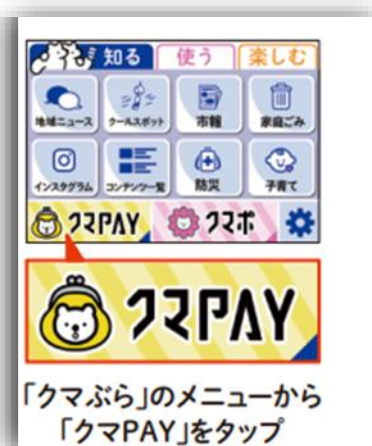 知る 使う 楽しむ
地域ニュース クールスポット 市報 家庭ごみ
インスタグラム コンテンツ一覧 防災 子育て
クマPAY クマポ
クマPAY
「クマぶら」のメニューから
「クマPAY」をタップ